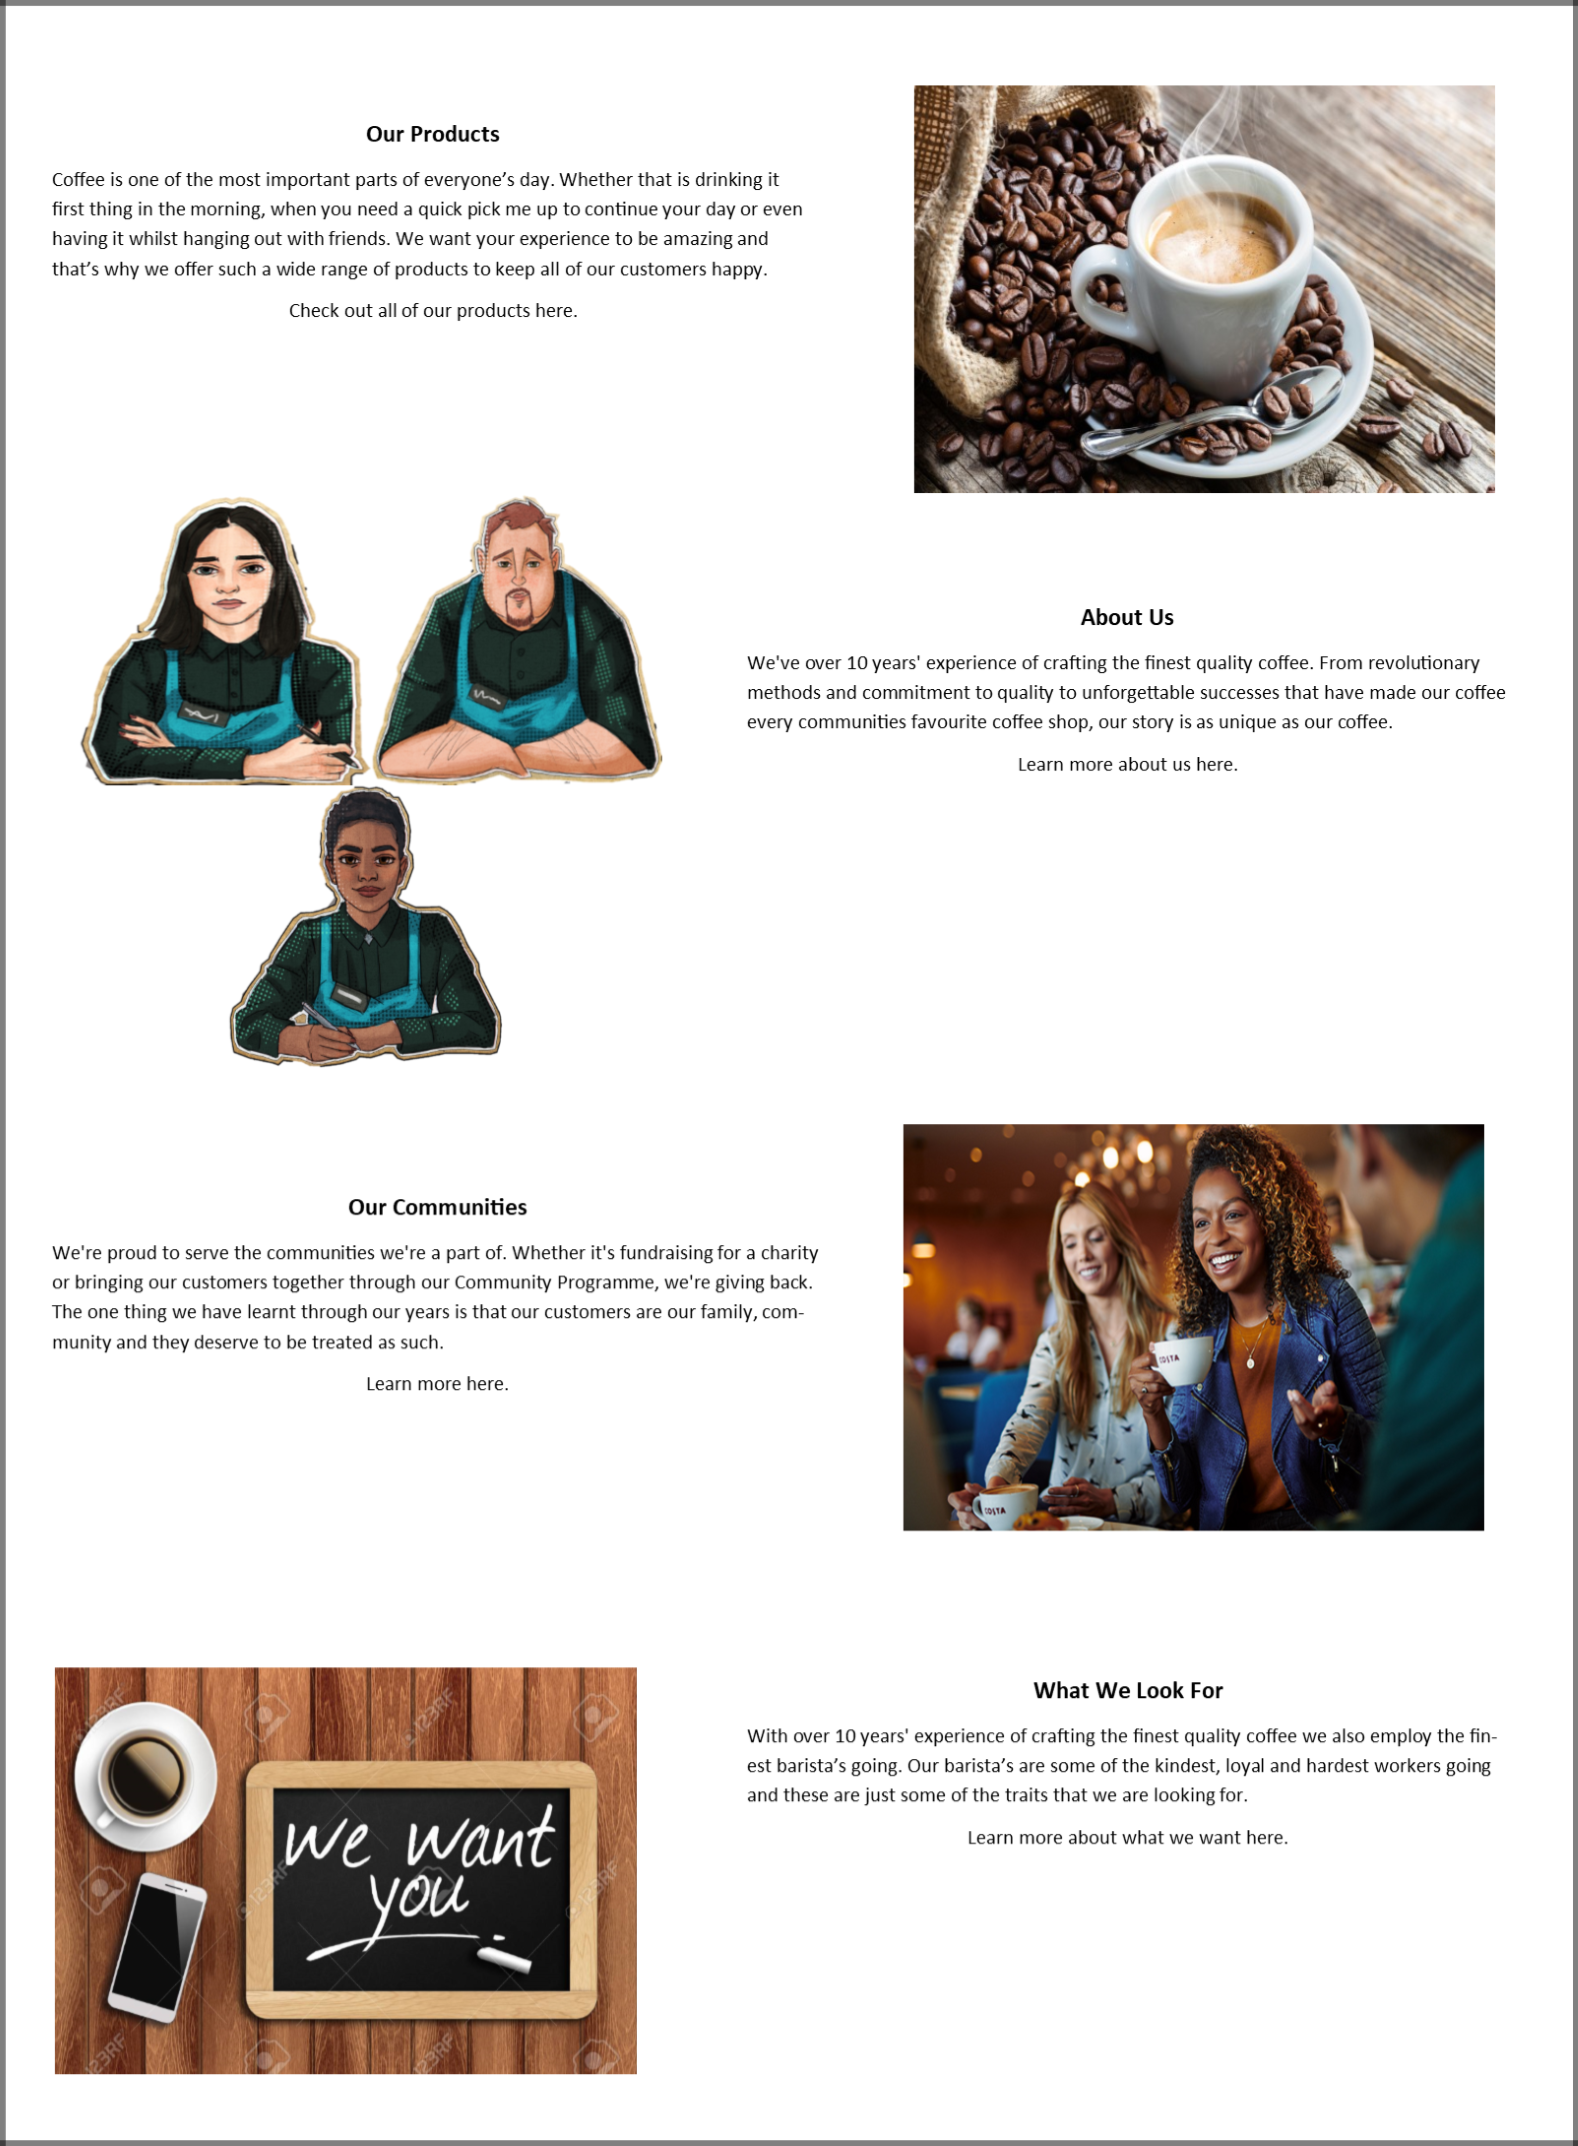 Our Products
Coffee is one of the most important parts of everyone’s day. Whether that is drinking it
first thing in the morning, when you need a quick pick me up to continue your day or even
having it whilst hanging out with friends. We want your experience to be amazing and
that’s why we offer such a wide range of products to keep all of our customers happy.
Check out all of our products here.
About Us
We've over 10 years' experience of crafting the finest quality coffee. From revolutionary
methods and commitment to quality to unforgettable successes that have made our coffee
every communities favourite coffee shop, our story is as unique as our coffee.
Learn more about us here.
Our Communities
We're proud to serve the communities we're a part of. Whether it's fundraising for a charity
or bringing our customers together through our Community Programme, we're giving back.
The one thing we have learnt through our years is that our customers are our family, com-
munity and they deserve to be treated as such.
Learn more here.
COSTA
COSTA
What We Look For
With over 10 years' experience of crafting the finest quality coffee we also employ the fin-
est barista’s going. Our barista’s are some of the kindest, loyal and hardest workers going
and these are just some of the traits that we are looking for.
Learn more about what we want here.
we want
you
123RF
123RF
123RF
123RF
123RF
123RF